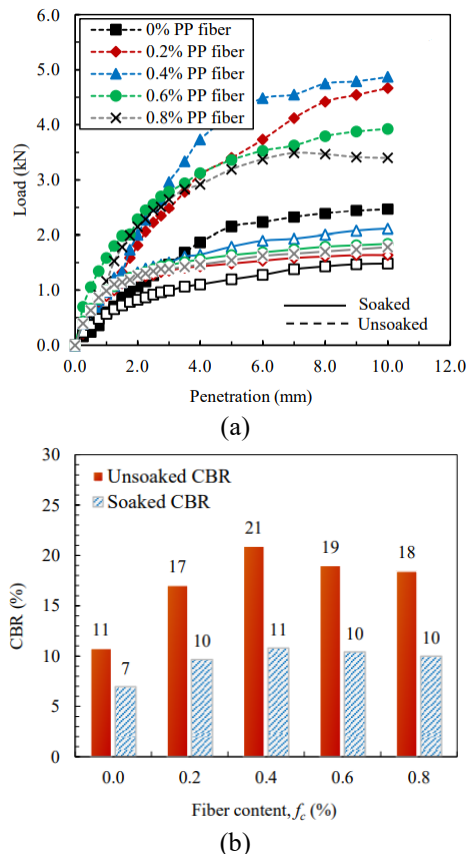 0% PP fiber
0.2% PP fiber
0.4% PP fiber
0.6% PP fiber
0.8% PP fiber
6.0
5.0
4.0
3.0
2.0
1.0
0.0
Load (kN)
Soaked
Unsoaked
0.0 2.0 4.0 6.0 8.0 10.0 12.0
Penetration (mm)
(a)
30
25
20
15
10
5
0
CBR (%)
Unsoaked CBR
Soaked CBR
11 7 17 10 21 11 19 10 18 10
0.0 0.2 0.4 0.6 0.8
Fiber content, fc (%)
(b)